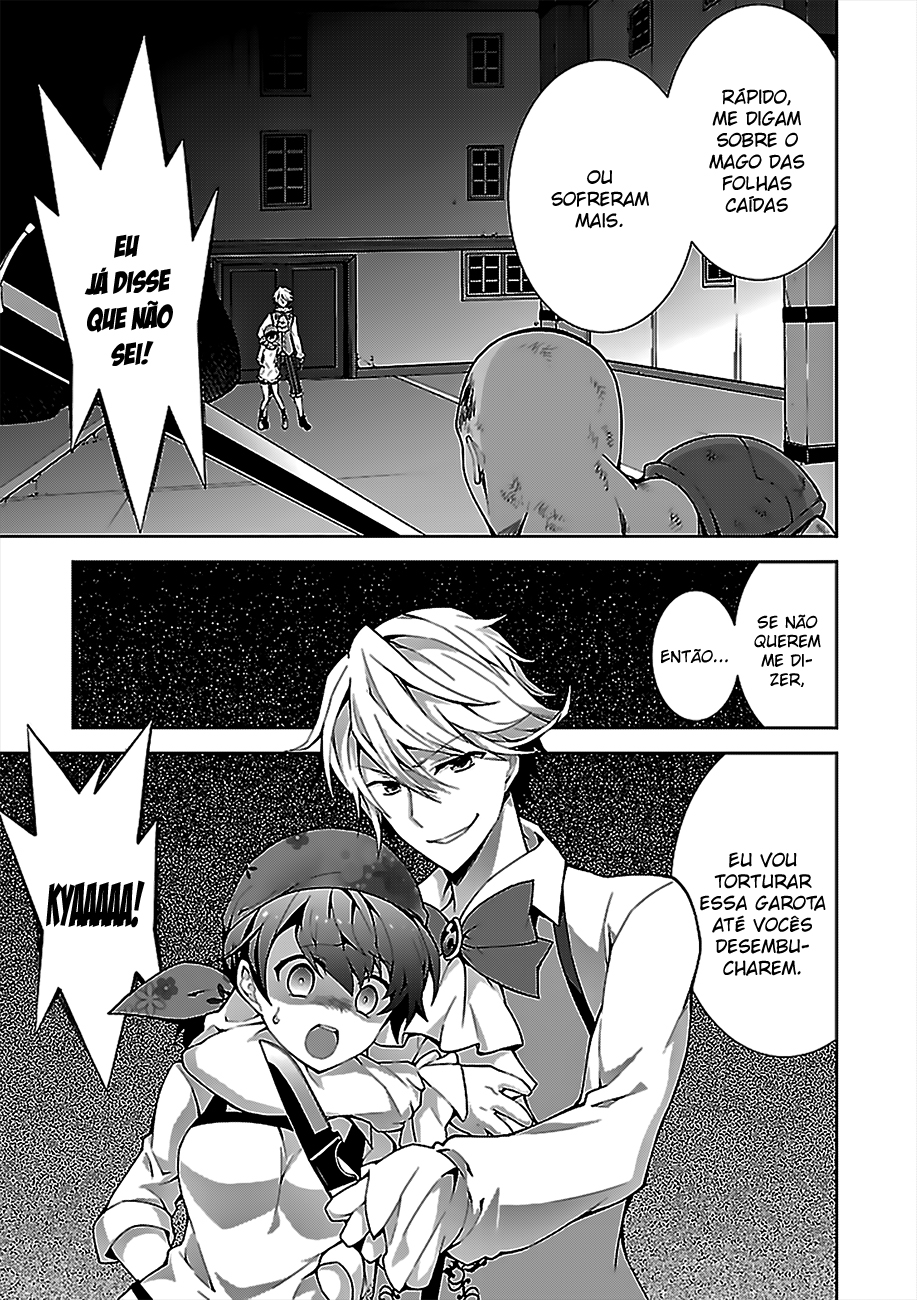 RÁPIDO,
ME DIGAM
SOBRE O
MAGO DAS
FOLHAS
CAÍDAS
OU
SOFRERAM
MAIS.
EU
JÁ DISSE
QUE NÃO
SEI!
SE NÃO
QUEREM
ME DI-
ZER,
ENTÃO...
EU VOU
TORTURAR
ESSA GAROTA
ATÉ VOCÊS
DESEMBU-
CHAREM.
KYAAAAA!